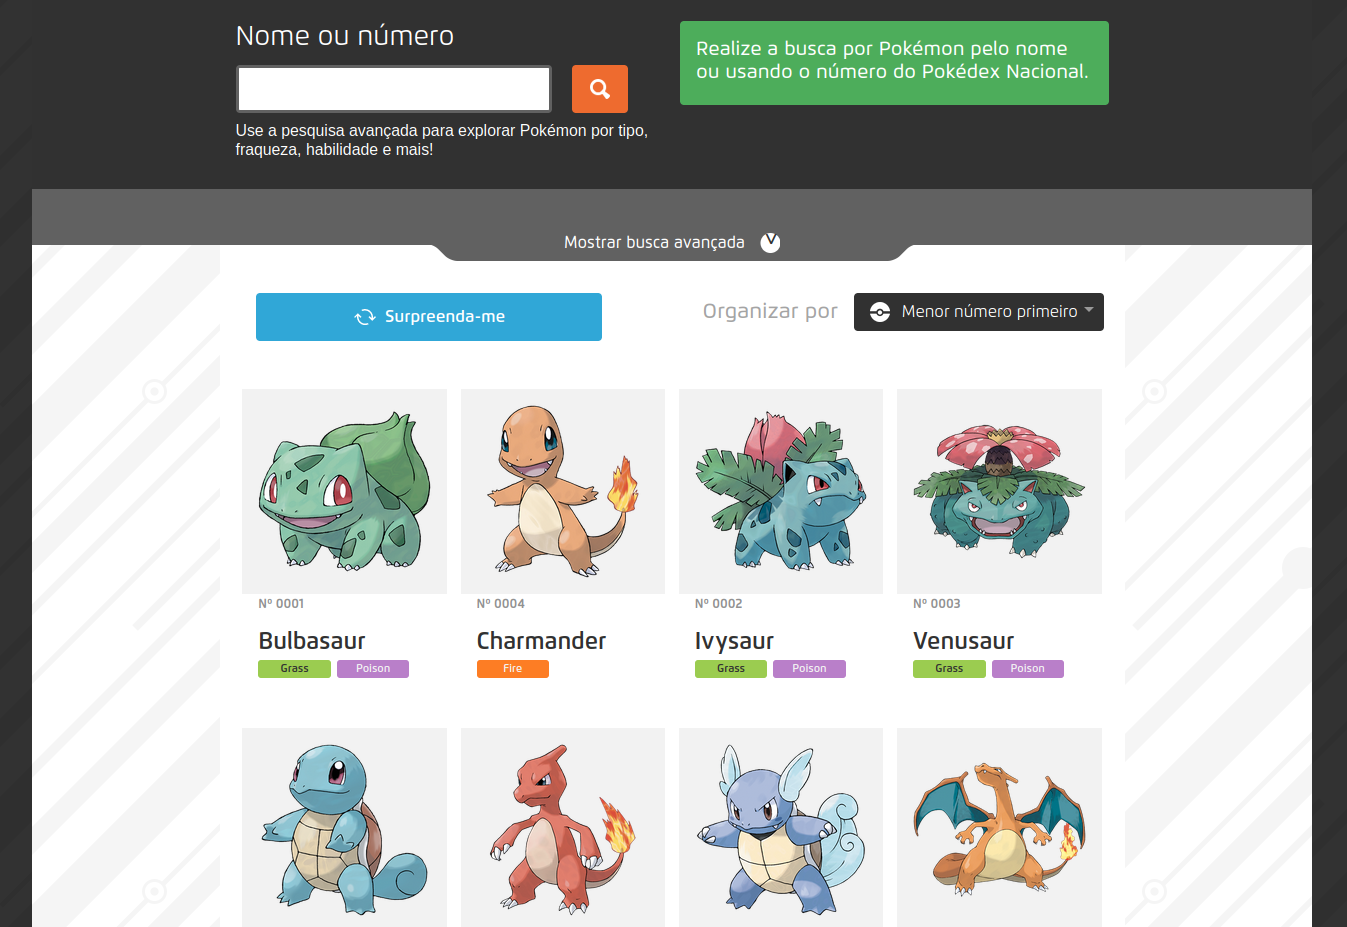 Nome ou número
Realize a busca por Pokémon pelo nome
ou usando o número do Pokédex Nacional.
Use a pesquisa avançada para explorar Pokémon por tipo,
fraqueza, habilidade e mais!
Mostrar busca avançada
Surpreenda-me
Organizar por
Menor número primeiro
Nº 0001
Bulbasaur
Grass
Poison
Nº 0004
Charmander
Fire
Nº 0002
Ivysaur
Grass
Poison
Nº 0003
Venusaur
Grass
Poison